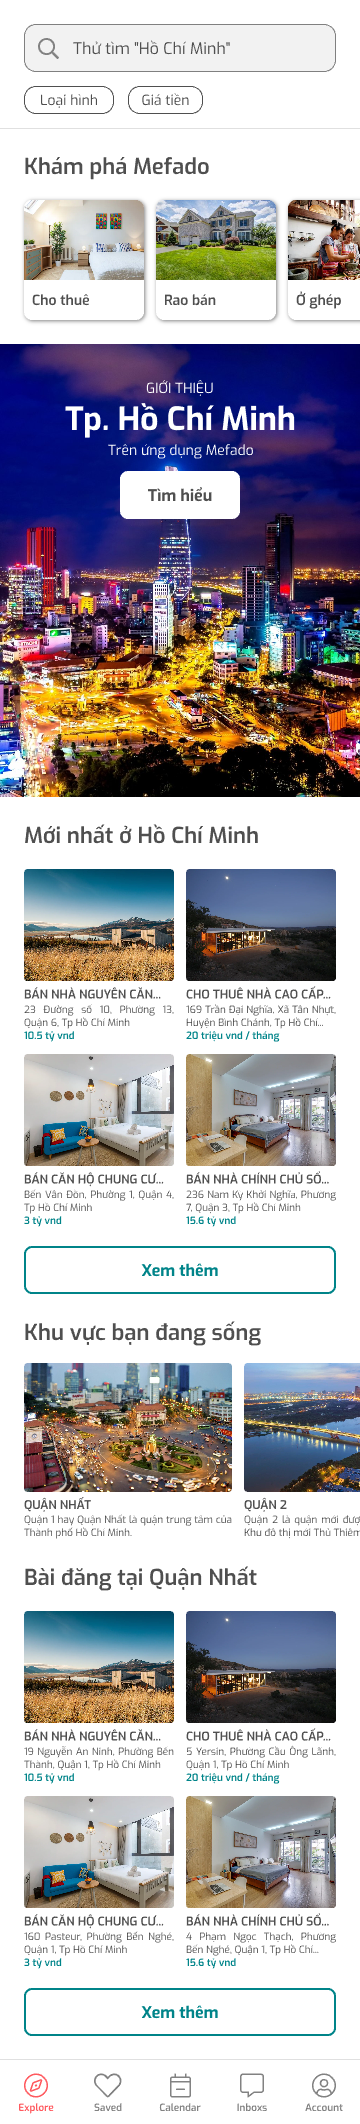 Thử tìm "Hồ Chí Minh"
Loại hình
Giá tiền
Khám phá Mefado
Cho thuê
Rao bán
Ở ghép
GIỚI THIỆU
Tp. Hồ Chí Minh
Trên ứng dụng Mefado
Tìm hiểu
Mới nhất ở Hồ Chí Minh
BÁN NHÀ NGUYÊN CĂN...
23 Đường số 10, Phường 13,
Quận 6, Tp Hồ Chí Minh
10.5 tỷ vnd
CHO THUÊ NHÀ CAO CẤP...
169 Trần Đại Nghĩa, Xã Tân Nhựt,
Huyện Bình Chánh, Tp Hồ Chí...
20 triệu vnd / tháng
BÁN CĂN HỘ CHUNG CƯ...
Bến Vân Đồn, Phường 1, Quận 4,
Tp Hồ Chí Minh
3 tỷ vnd
BÁN NHÀ CHÍNH CHỦ SỐ...
236 Nam Kỳ Khởi Nghĩa, Phường
7, Quận 3, Tp Hồ Chí Minh
15.6 tỷ vnd
Xem thêm
Khu vực bạn đang sống
QUẬN NHẤT
Quận 1 hay Quận Nhất là quận trung tâm của
Thành phố Hồ Chí Minh.
QUẬN 2
Quận 2 là quận mới đượ
Khu đô thị mới Thủ Thiêm
Bài đăng tại Quận Nhất
BÁN NHÀ NGUYÊN CĂN...
19 Nguyễn An Ninh, Phường Bến
Thành, Quận 1, Tp Hồ Chí Minh
10.5 tỷ vnd
CHO THUÊ NHÀ CAO CẤP...
5 Yersin, Phường Cầu Ông Lãnh,
Quận 1, Tp Hồ Chí Minh
20 triệu vnd / tháng
BÁN CĂN HỘ CHUNG CƯ...
160 Pasteur, Phường Bến Nghé,
Quận 1, Tp Hồ Chí Minh
3 tỷ vnd
BÁN NHÀ CHÍNH CHỦ SỐ...
4 Phạm Ngọc Thạch, Phường
Bến Nghé, Quận 1, Tp Hồ Chí...
15.6 tỷ vnd
Xem thêm
Explore
Saved
Calendar
Inboxs
Account